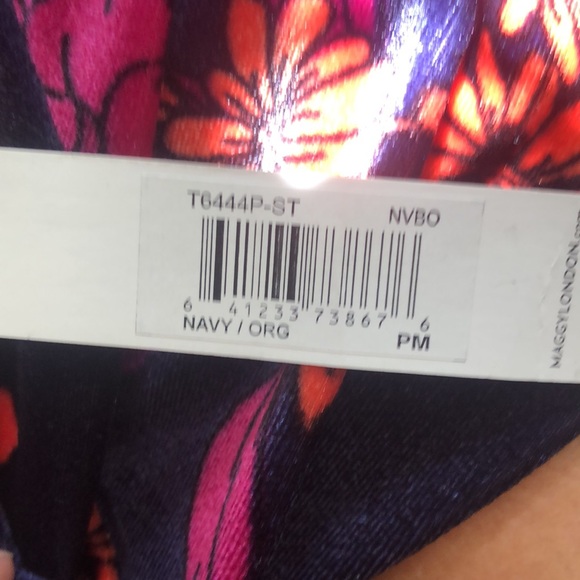 T6444P-ST NVBO
6 41233 73867 6
NAVY / ORG
PM
MAGGYLONDON.com